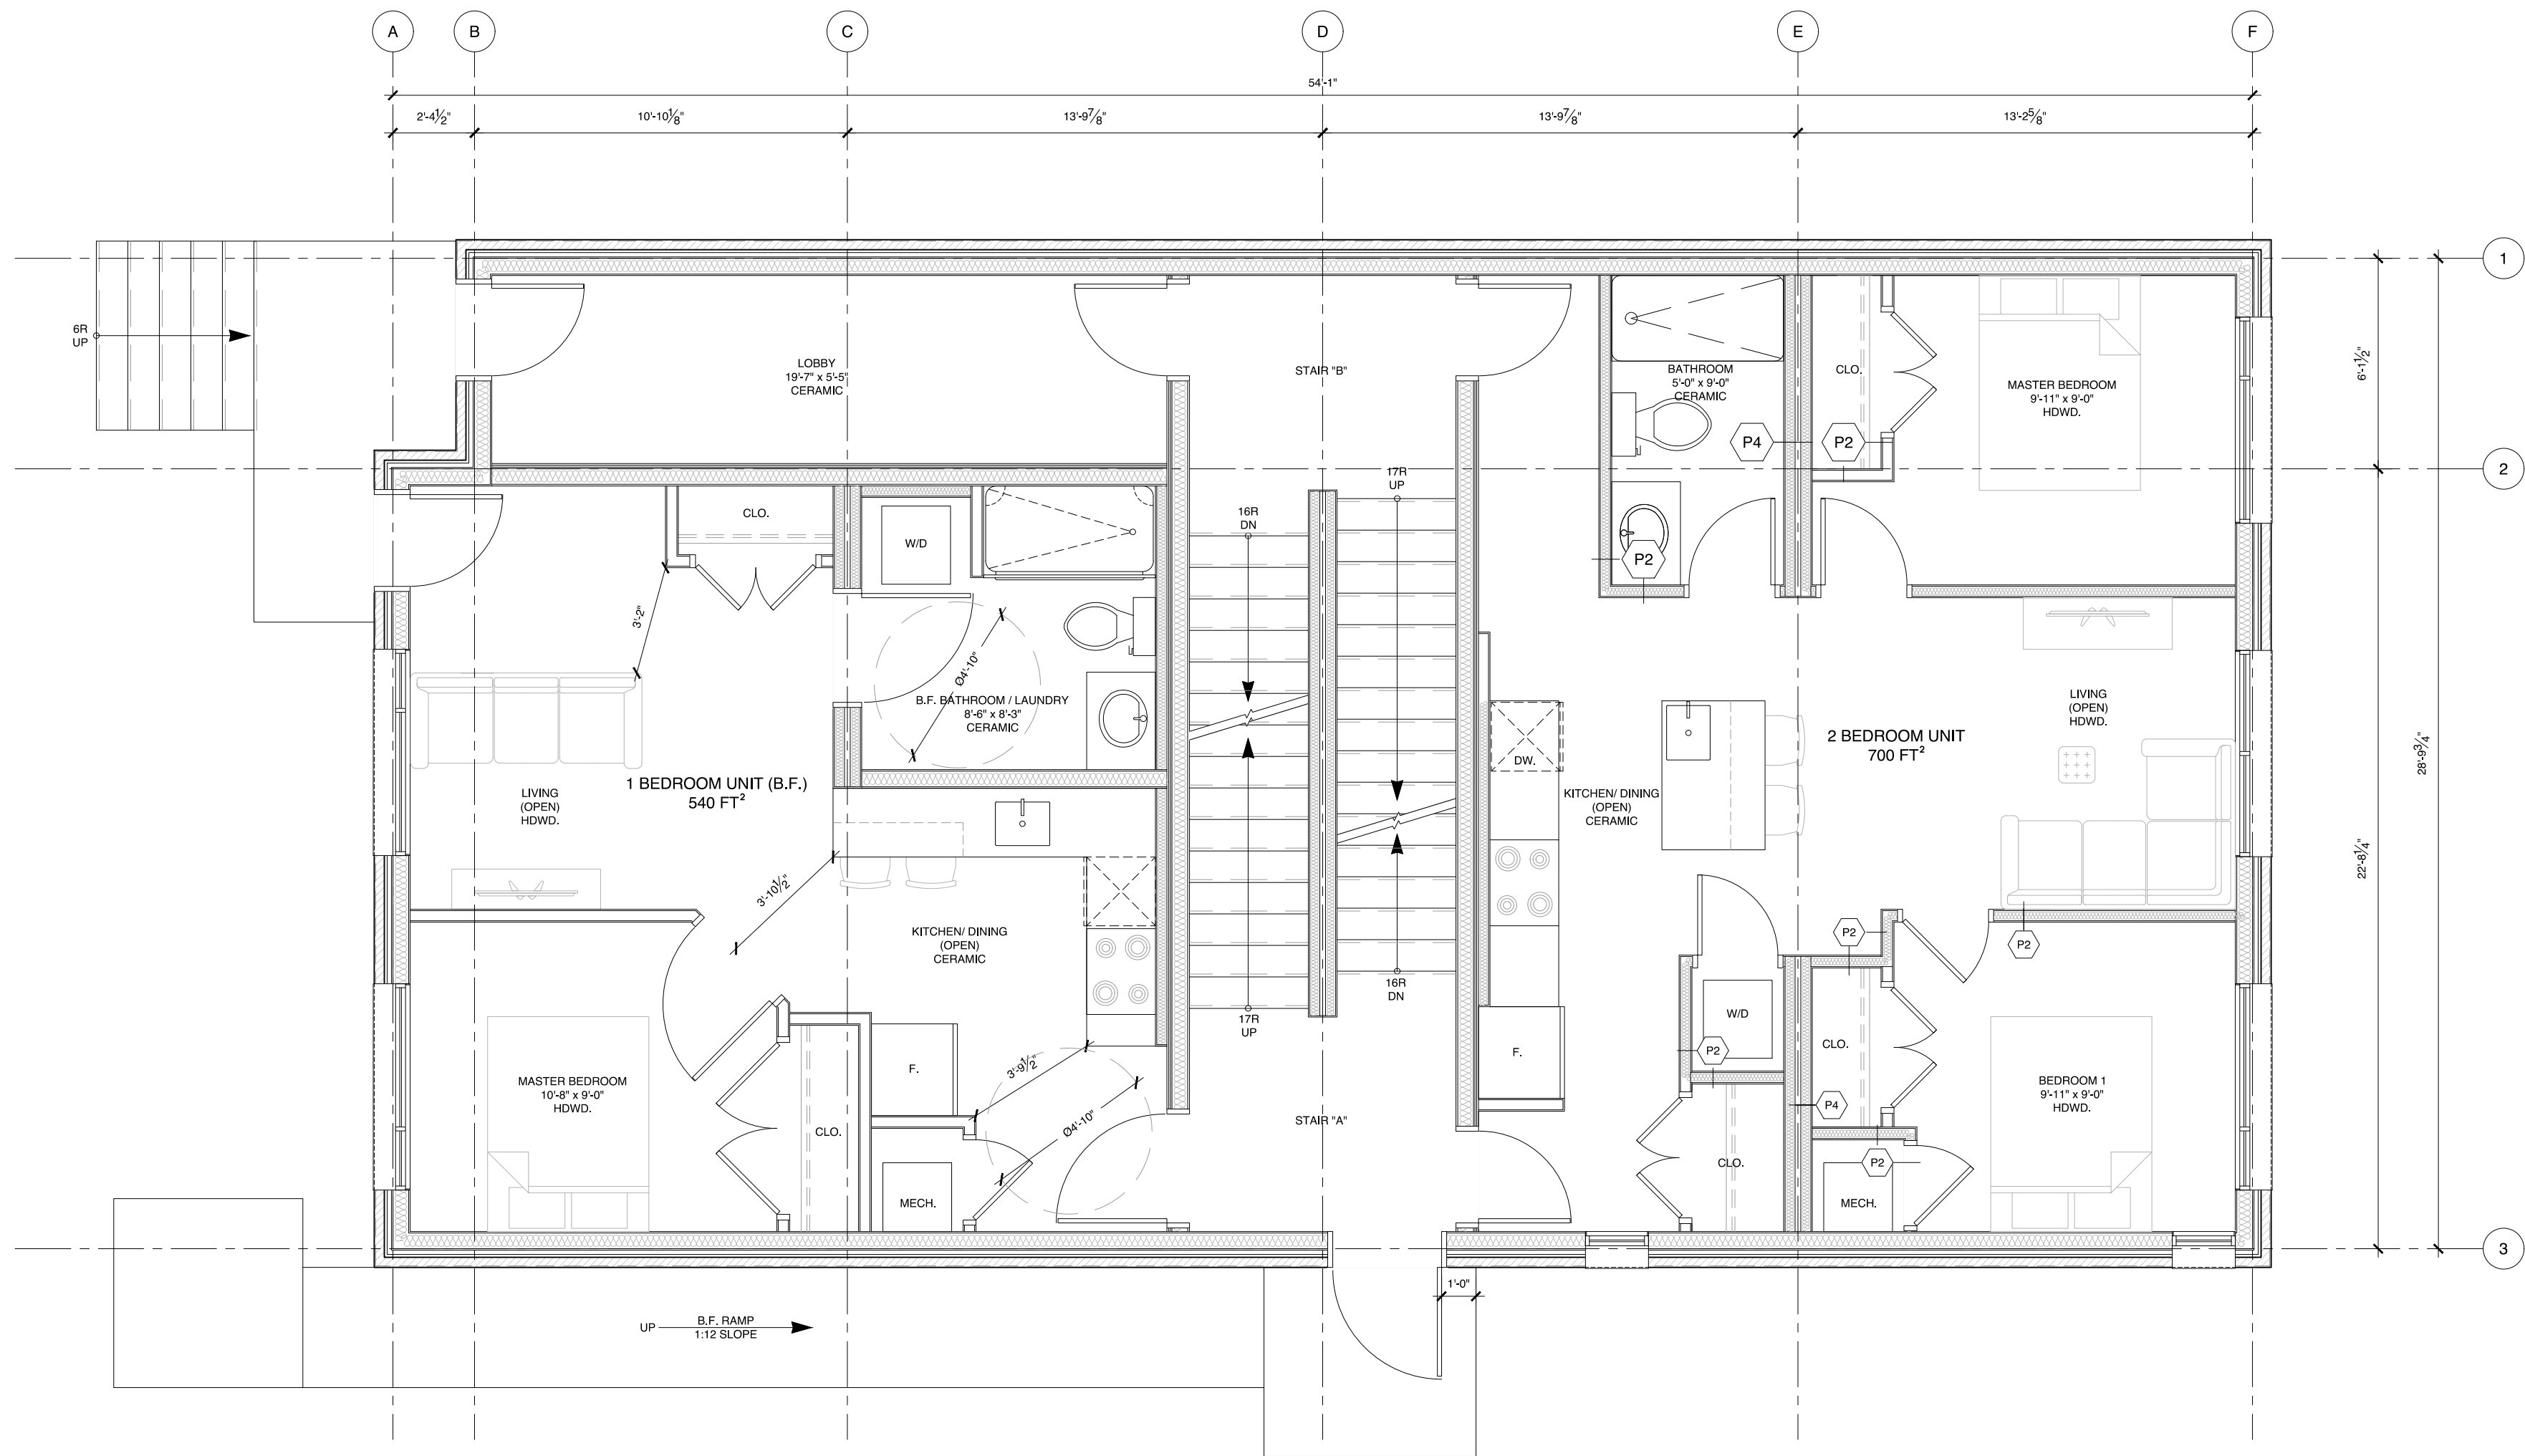 A
B
C
D
E
F
54'-1"
2'-4½"
10'-10⅛"
13'-9⅞"
13'-9⅞"
13'-2⅝"
1
6R
UP
LOBBY
19'-7" x 5'-5"
CERAMIC
STAIR "B"
BATHROOM
5'-0" x 9'-0"
CERAMIC
CLO.
MASTER BEDROOM
9'-11" x 9'-0"
HDWD.
6'-1½"
P4
P2
2
17R
UP
16R
DN
CLO.
W/D
P2
3'-2"
Ø4'-10"
B.F. BATHROOM / LAUNDRY
8'-6" x 8'-3"
CERAMIC
LIVING
(OPEN)
HDWD.
2 BEDROOM UNIT
700 FT²
28'-9¾"
DW.
1 BEDROOM UNIT (B.F.)
540 FT²
LIVING
(OPEN)
HDWD.
KITCHEN/ DINING
(OPEN)
CERAMIC
22'-8¼"
3'-10½"
KITCHEN/ DINING
(OPEN)
CERAMIC
P2
P2
16R
DN
17R
UP
W/D
P2
CLO.
F.
F.
3'-9½"
MASTER BEDROOM
10'-8" x 9'-0"
HDWD.
BEDROOM 1
9'-11" x 9'-0"
HDWD.
P4
CLO.
Ø4'-10"
STAIR "A"
CLO.
P2
MECH.
MECH.
3
1'-0"
UP
B.F. RAMP
1:12 SLOPE